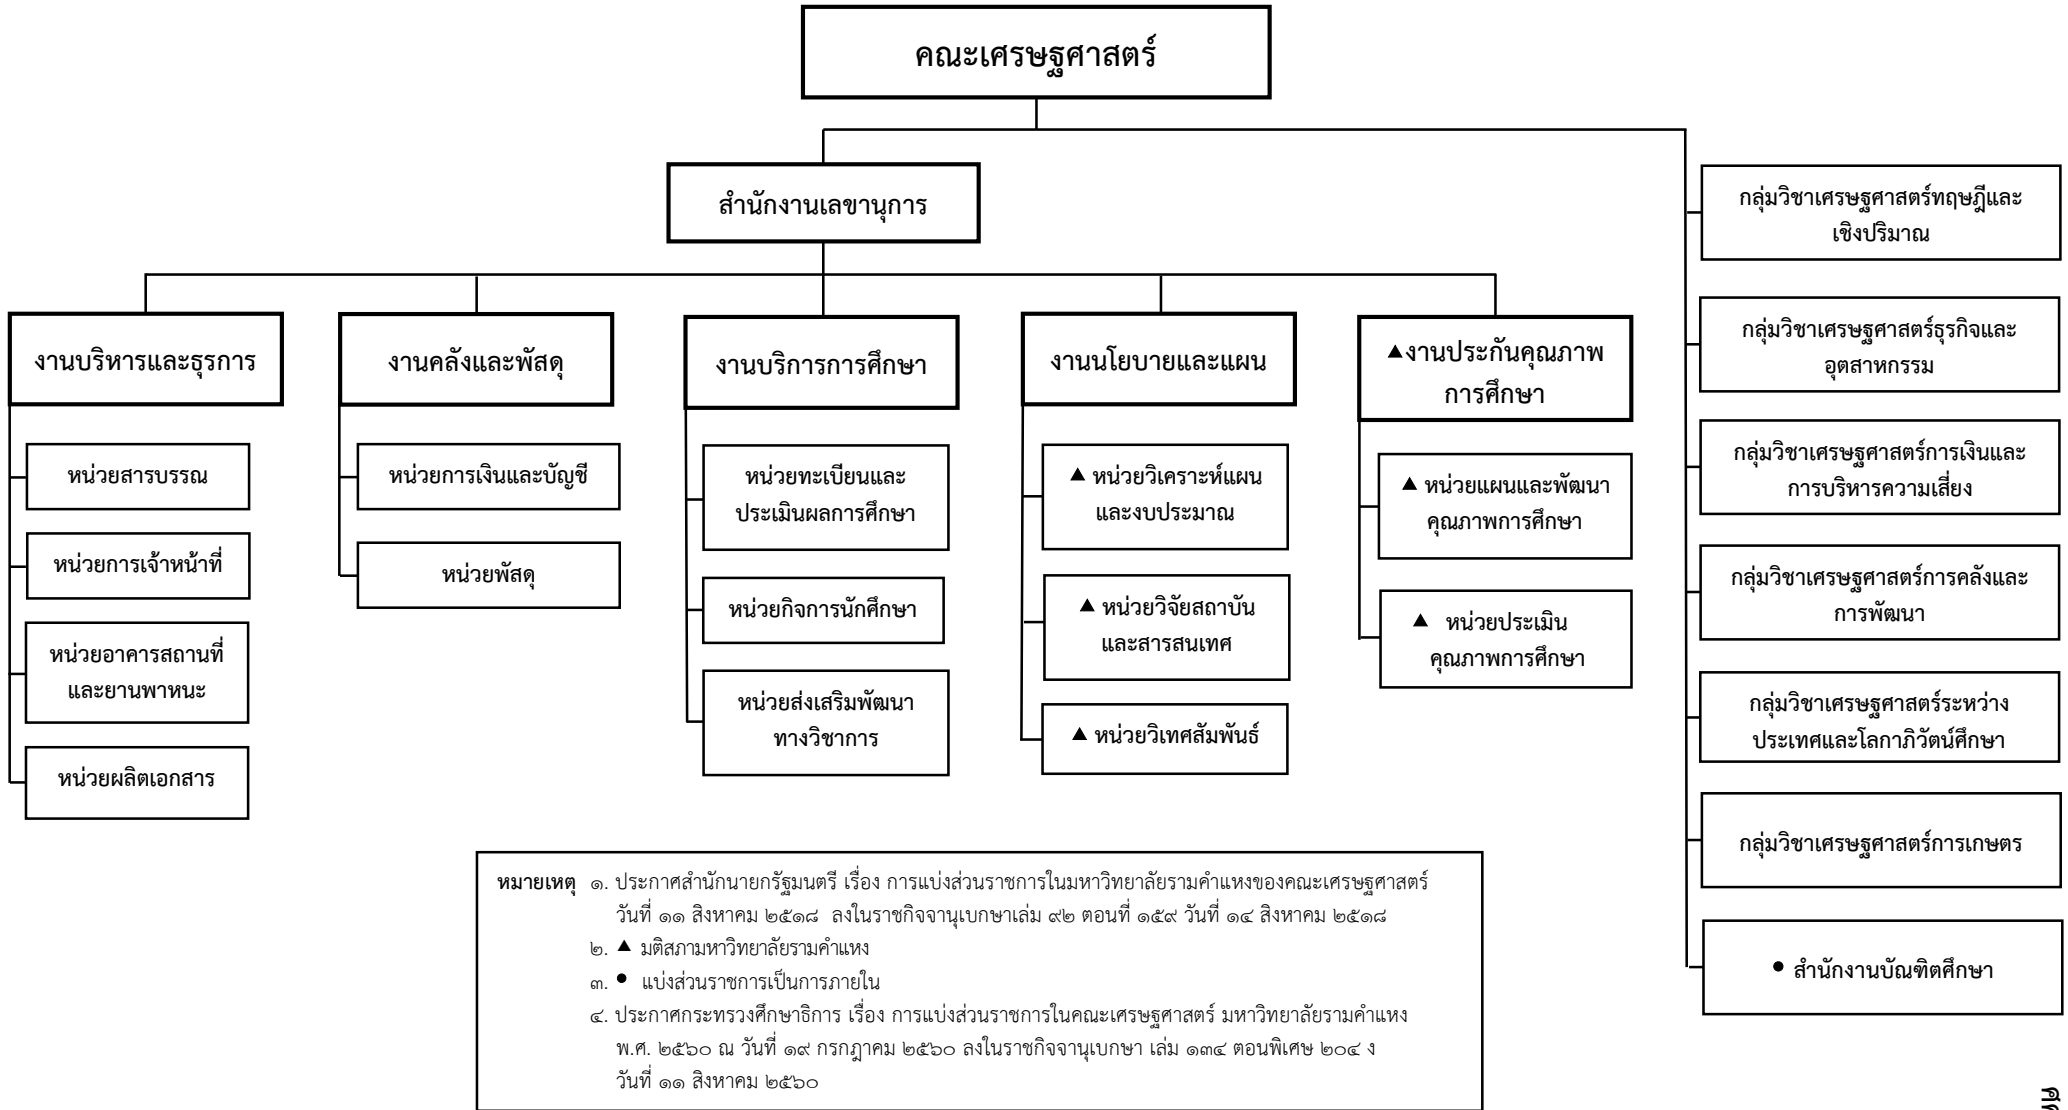 คณะเศรษฐศาสตร์
สำนักงานเลขานุการ
งานบริหารและธุรการ
หน่วยสารบรรณ
หน่วยการเจ้าหน้าที่
หน่วยอาคารสถานที่
และยานพาหนะ
หน่วยผลิตเอกสาร
งานคลังและพัสดุ
หน่วยการเงินและบัญชี
หน่วยพัสดุ
งานบริการการศึกษา
หน่วยทะเบียนและ
ประเมินผลการศึกษา
หน่วยกิจการนักศึกษา
หน่วยส่งเสริมพัฒนา
ทางวิชาการ
งานนโยบายและแผน
▲ หน่วยวิเคราะห์แผน
และงบประมาณ
▲ หน่วยวิจัยสถาบัน
และสารสนเทศ
▲ หน่วยวิเทศสัมพันธ์
▲งานประกันคุณภาพ
การศึกษา
▲ หน่วยแผนและพัฒนา
คุณภาพการศึกษา
▲ หน่วยประเมิน
คุณภาพการศึกษา
กลุ่มวิชาเศรษฐศาสตร์ทฤษฎีและ
เชิงปริมาณ
กลุ่มวิชาเศรษฐศาสตร์ธุรกิจและ
อุตสาหกรรม
กลุ่มวิชาเศรษฐศาสตร์การเงินและ
การบริหารความเสี่ยง
กลุ่มวิชาเศรษฐศาสตร์การคลังและ
การพัฒนา
กลุ่มวิชาเศรษฐศาสตร์ระหว่าง
ประเทศและโลกาภิวัตน์ศึกษา
กลุ่มวิชาเศรษฐศาสตร์การเกษตร
● สำนักงานบัณฑิตศึกษา
หมายเหตุ ๑. ประกาศสำนักนายกรัฐมนตรี เรื่อง การแบ่งส่วนราชการในมหาวิทยาลัยรามคำแหงของคณะเศรษฐศาสตร์
วันที่ ๑๑ สิงหาคม ๒๕๑๘ ลงในราชกิจจานุเบกษาเล่ม ๙๒ ตอนที่ ๑๕๙ วันที่ ๑๔ สิงหาคม ๒๕๑๘
๒. ▲ มติสภามหาวิทยาลัยรามคำแหง
๓. ● แบ่งส่วนราชการเป็นการภายใน
๔. ประกาศกระทรวงศึกษาธิการ เรื่อง การแบ่งส่วนราชการในคณะเศรษฐศาสตร์ มหาวิทยาลัยรามคำแหง
พ.ศ. ๒๕๖๐ ณ วันที่ ๑๙ กรกฎาคม ๒๕๖๐ ลงในราชกิจจานุเบกษา เล่ม ๑๓๔ ตอนพิเศษ ๒๐๔ ง
วันที่ ๑๑ สิงหาคม ๒๕๖๐